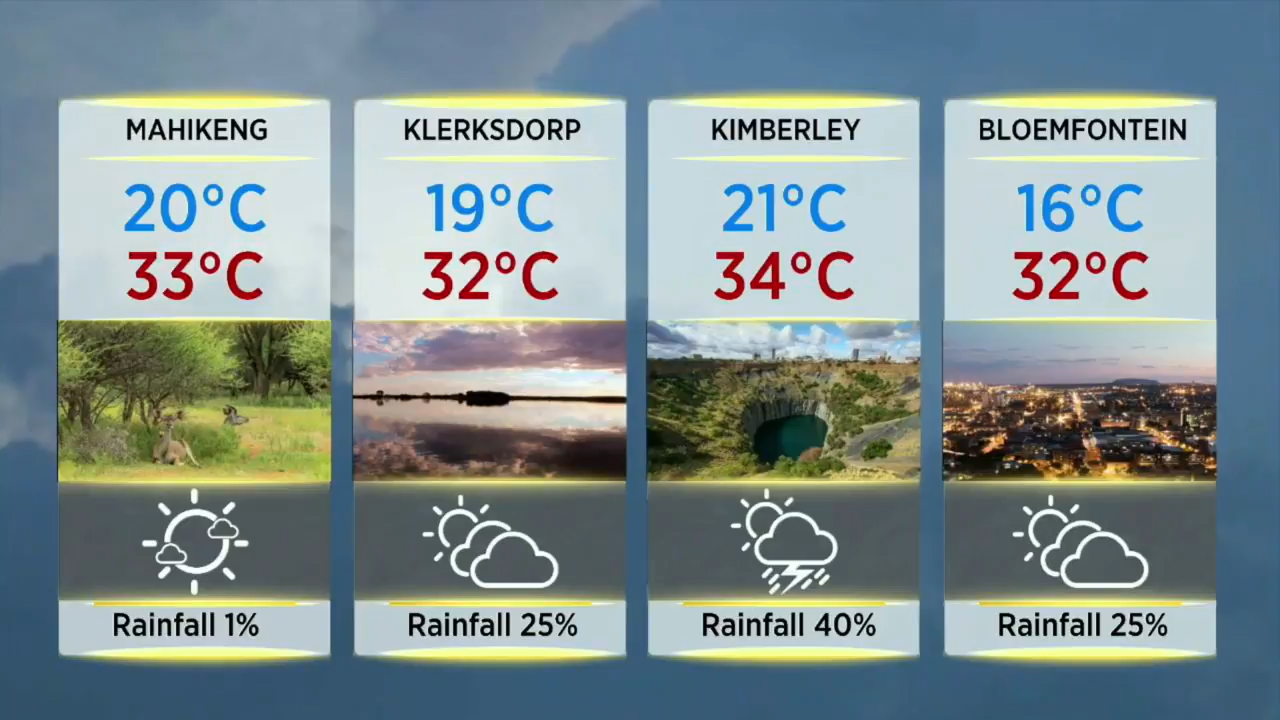 MAHIKENG
20°C
33°C
Rainfall 1%
KLERKSDORP
19°C
32°C
Rainfall 25%
KIMBERLEY
21°C
34°C
Rainfall 40%
BLOEMFONTEIN
16°C
32°C
Rainfall 25%